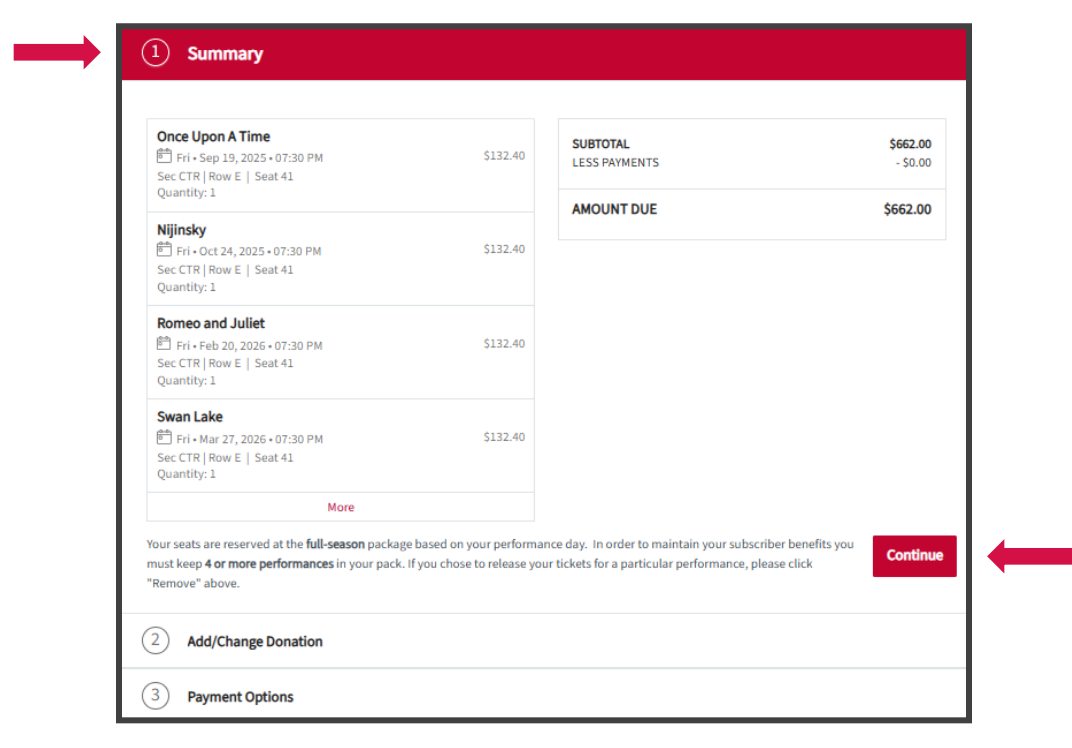 1 Summary
Once Upon A Time
Fri • Sep 19, 2025 • 07:30 PM
$132.40
Sec CTR | Row E | Seat 41
Quantity: 1
Nijinsky
Fri • Oct 24, 2025 • 07:30 PM
$132.40
Sec CTR | Row E | Seat 41
Quantity: 1
Romeo and Juliet
Fri • Feb 20, 2026 • 07:30 PM
$132.40
Sec CTR | Row E | Seat 41
Quantity: 1
Swan Lake
Fri • Mar 27, 2026 • 07:30 PM
$132.40
Sec CTR | Row E | Seat 41
Quantity: 1
More
SUBTOTAL $662.00
LESS PAYMENTS - $0.00
AMOUNT DUE $662.00
Your seats are reserved at the full-season package based on your performance day. In order to maintain your subscriber benefits you
must keep 4 or more performances in your pack. If you chose to release your tickets for a particular performance, please click
"Remove" above.
Continue
2 Add/Change Donation
3 Payment Options